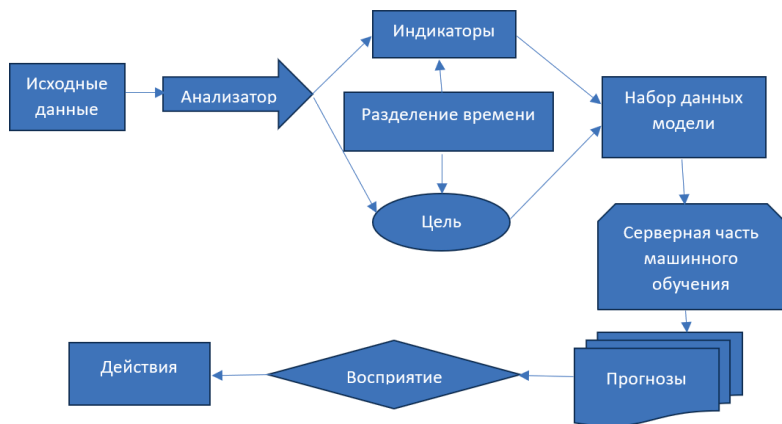 Исходные
данные
Анализатор
Индикаторы
Разделение времени
Цель
Набор данных
модели
Серверная часть
машинного
обучения
Прогнозы
Восприятие
Действия